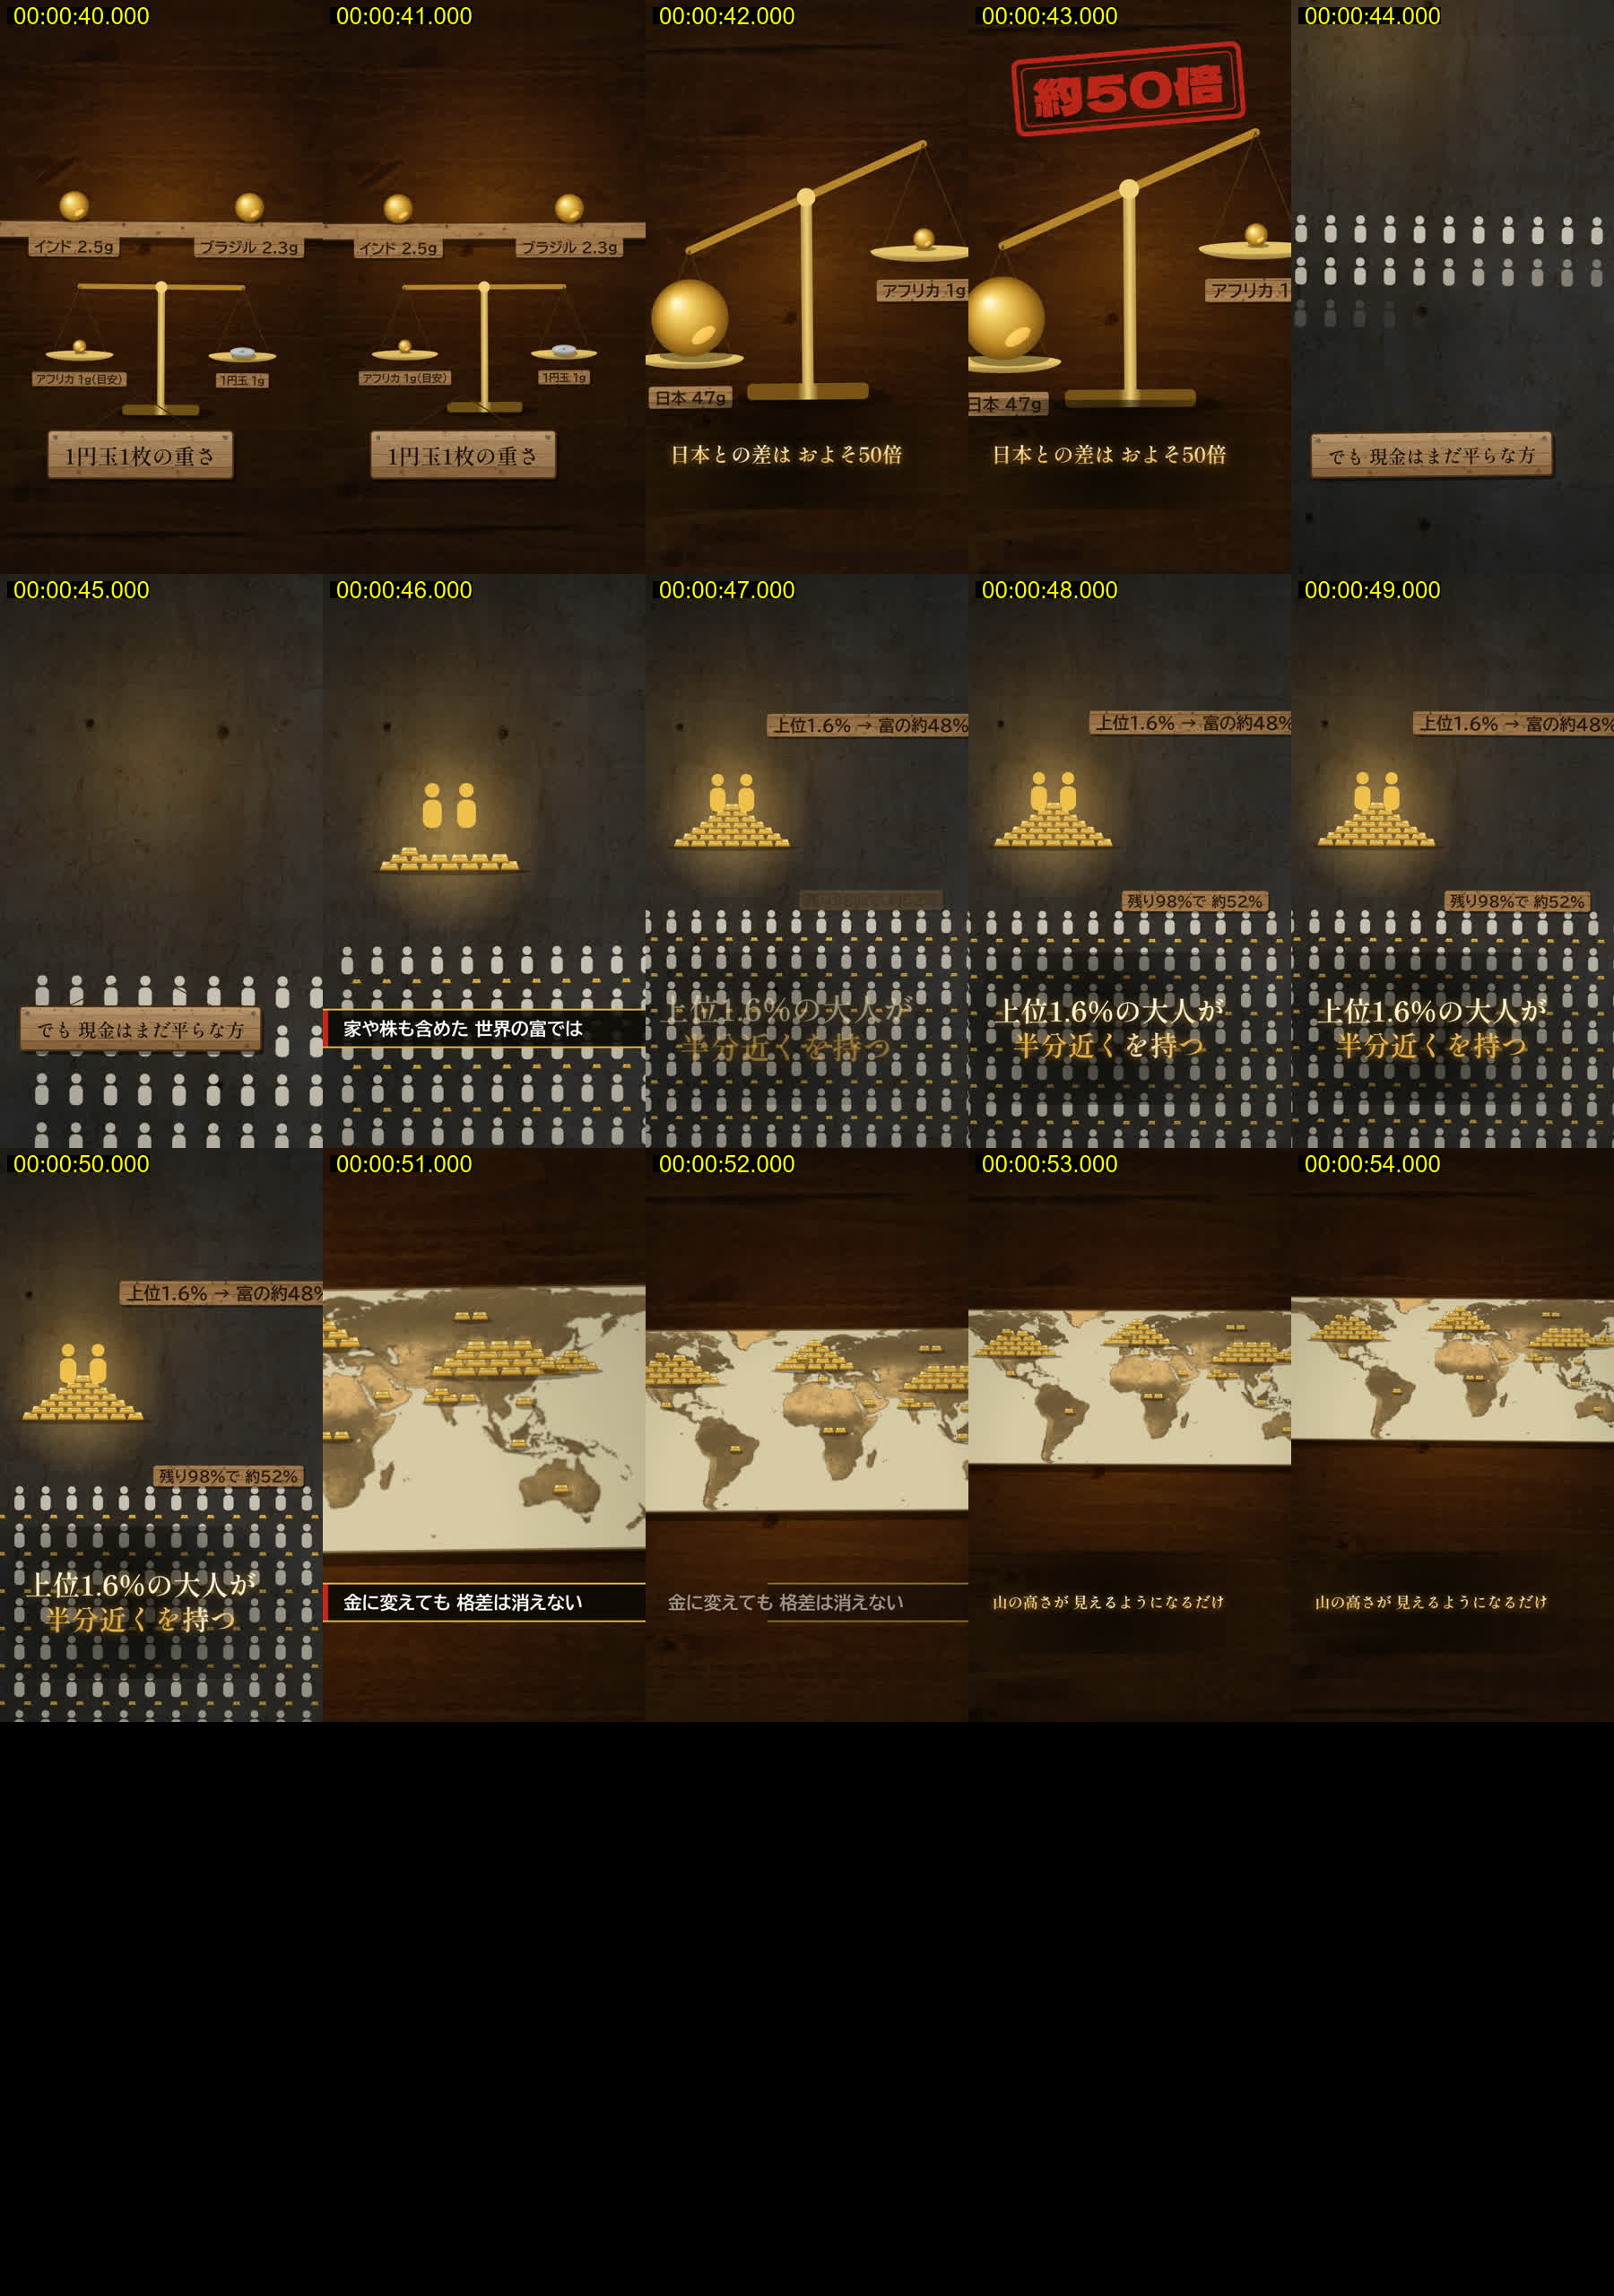 00:00:40.000
インド 2.5g
ブラジル 2.3g
アフリカ 1g(目安)
1円玉 1g
1円玉1枚の重さ
00:00:41.000
インド 2.5g
ブラジル 2.3g
アフリカ 1g(目安)
1円玉 1g
1円玉1枚の重さ
00:00:42.000
アフリカ 1g
日本 47g
日本との差は およそ50倍
00:00:43.000
約50倍
アフリカ 1
日本 47g
日本との差は およそ50倍
00:00:44.000
でも 現金はまだ平らな方
00:00:45.000
でも 現金はまだ平らな方
00:00:46.000
家や株も含めた 世界の富では
00:00:47.000
上位1.6% → 富の約48%
上位1.6%の大人が
半分近くを持つ
00:00:48.000
上位1.6% → 富の約48%
残り98%で 約52%
上位1.6%の大人が
半分近くを持つ
00:00:49.000
上位1.6% → 富の約48%
残り98%で 約52%
上位1.6%の大人が
半分近くを持つ
00:00:50.000
上位1.6% → 富の約48%
残り98%で 約52%
上位1.6%の大人が
半分近くを持つ
00:00:51.000
金に変えても 格差は消えない
00:00:52.000
金に変えても 格差は消えない
00:00:53.000
山の高さが 見えるようになるだけ
00:00:54.000
山の高さが 見えるようになるだけ